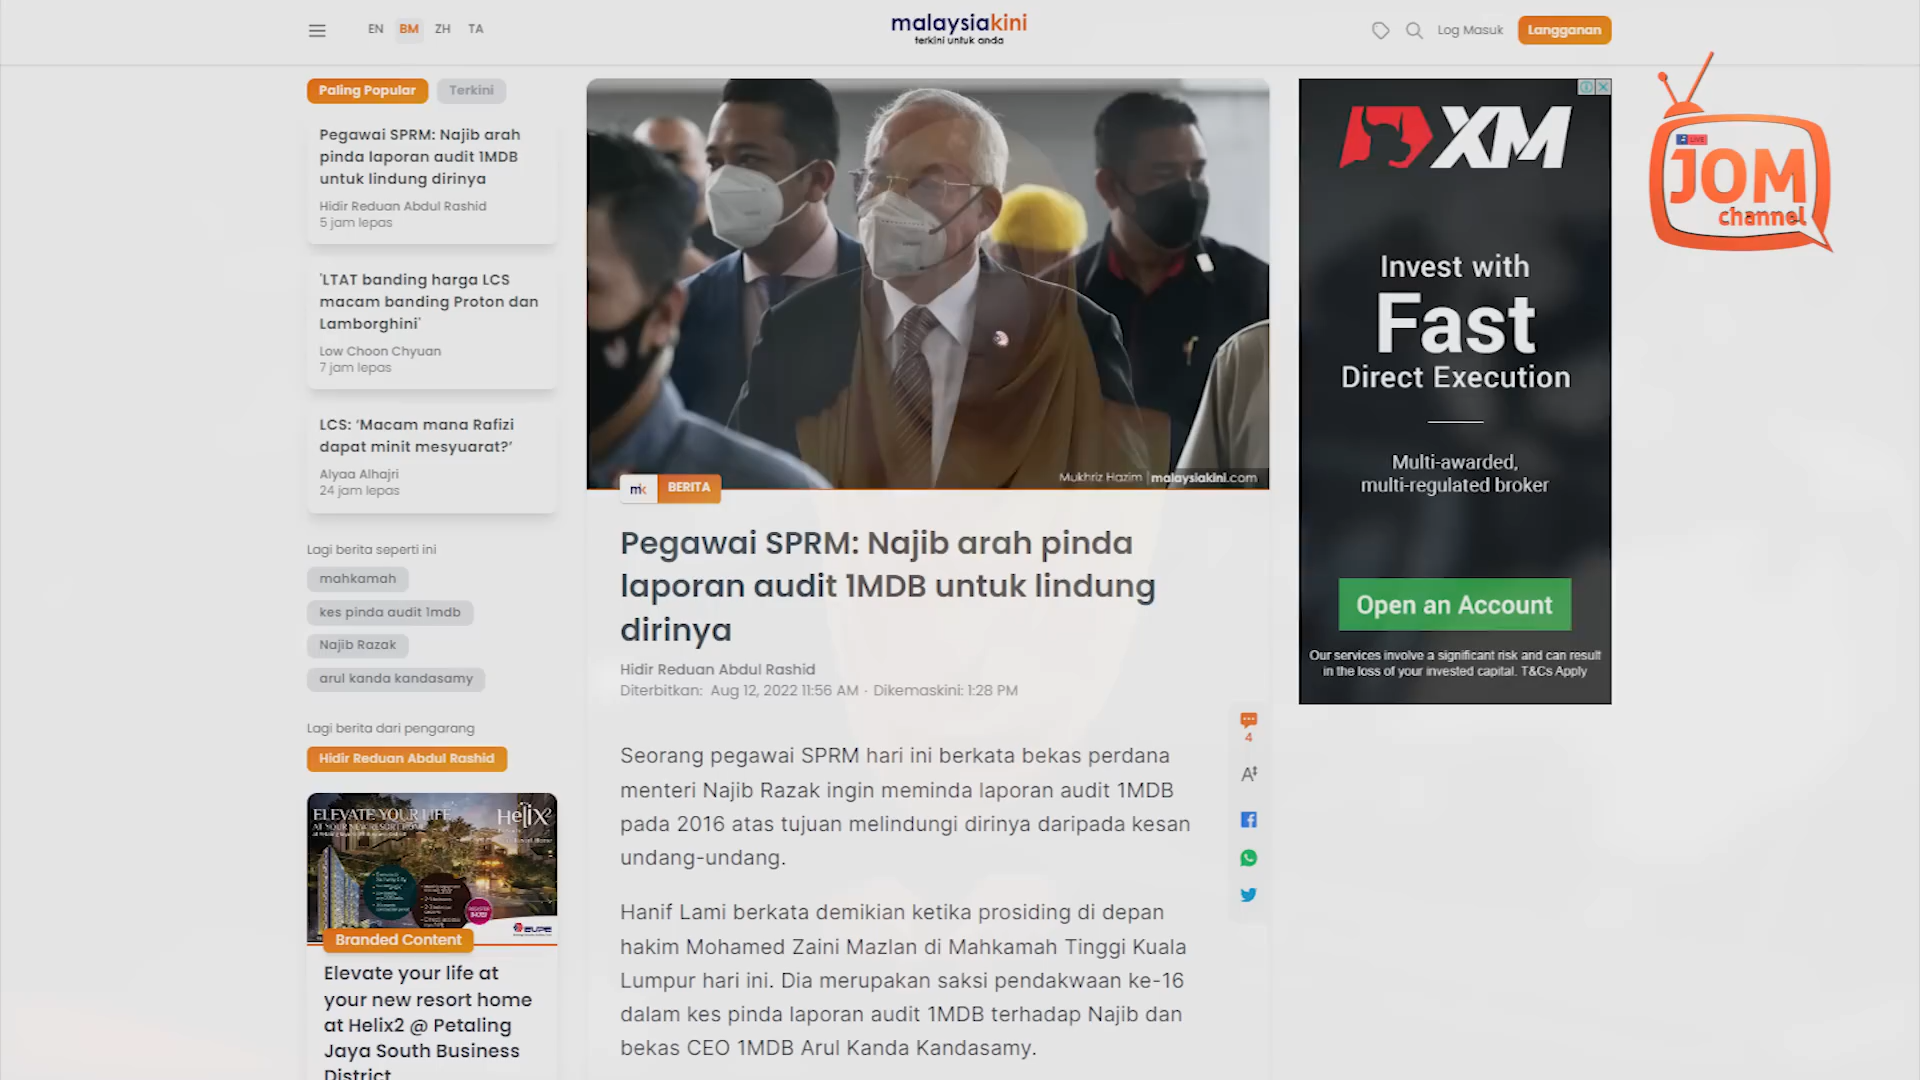 EN BM ZH TA
malaysiakini
terkini untuk anda
Log Masuk
Langganan
Paling Popular
Terkini
Pegawai SPRM: Najib arah
pinda laporan audit 1MDB
untuk lindung dirinya
Hidir Reduan Abdul Rashid
5 jam lepas
'LTAT banding harga LCS
macam banding Proton dan
Lamborghini'
Low Choon Chyuan
7 jam lepas
LCS: ‘Macam mana Rafizi
dapat minit mesyuarat?’
Alyaa Alhajri
24 jam lepas
Lagi berita seperti ini
mahkamah
kes pinda audit 1mdb
Najib Razak
arul kanda kandasamy
Lagi berita dari pengarang
Hidir Reduan Abdul Rashid
ELEVATE YOUR LIFE
AT YOUR NEW RESORT HOME
Helix2
EUPE
Branded Content
Elevate your life at
your new resort home
at Helix2 @ Petaling
Jaya South Business
District
Mukhriz Hazim | malaysiakini.com
mk
BERITA
Pegawai SPRM: Najib arah pinda
laporan audit 1MDB untuk lindung
dirinya
Hidir Reduan Abdul Rashid
Diterbitkan: Aug 12, 2022 11:56 AM · Dikemaskini: 1:28 PM
Seorang pegawai SPRM hari ini berkata bekas perdana
menteri Najib Razak ingin meminda laporan audit 1MDB
pada 2016 atas tujuan melindungi dirinya daripada kesan
undang-undang.
Hanif Lami berkata demikian ketika prosiding di depan
hakim Mohamed Zaini Mazlan di Mahkamah Tinggi Kuala
Lumpur hari ini. Dia merupakan saksi pendakwaan ke-16
dalam kes pinda laporan audit 1MDB terhadap Najib dan
bekas CEO 1MDB Arul Kanda Kandasamy.
4
XM
Invest with
Fast
Direct Execution
Multi-awarded,
multi-regulated broker
Open an Account
Our services involve a significant risk and can result
in the loss of your invested capital. T&Cs Apply
LIVE
JOM
channel